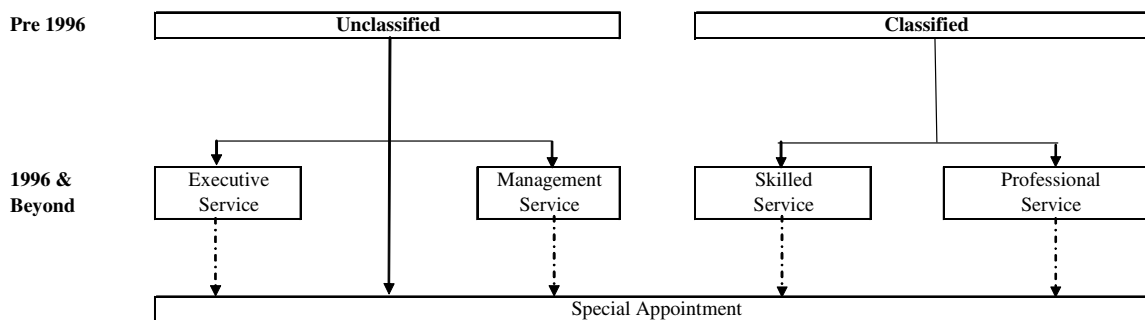 Pre 1996
Unclassified
Classified
1996 &
Beyond
Executive
Service
Management
Service
Skilled
Service
Professional
Service
Special Appointment